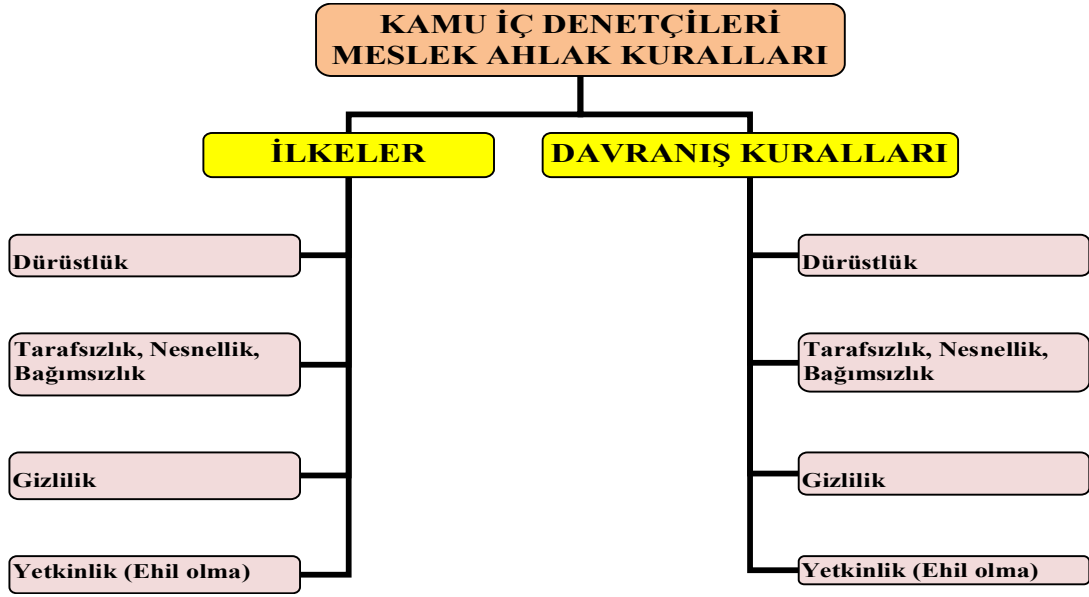 KAMU İÇ DENETÇİLERİ
MESLEK AHLAK KURALLARI
İLKELER
DAVRANIŞ KURALLARI
Dürüstlük
Tarafsızlık, Nesnellik,
Bağımsızlık
Gizlilik
Yetkinlik (Ehil olma)
Dürüstlük
Tarafsızlık, Nesnellik,
Bağımsızlık
Gizlilik
Yetkinlik (Ehil olma)